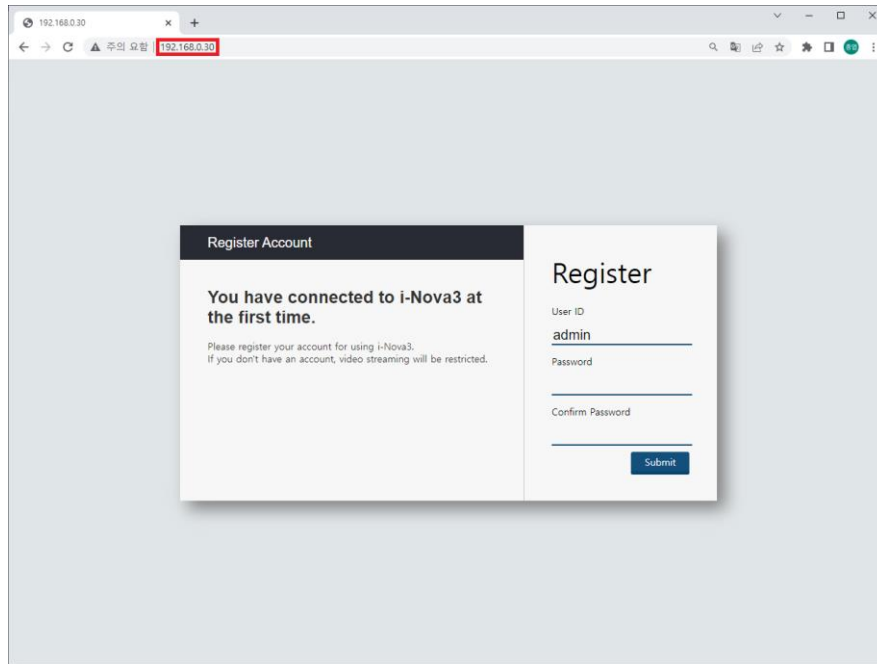 192.168.0.30
주의 요함 192.168.0.30
Register Account
You have connected to i-Nova3 at
the first time.
Please register your account for using i-Nova3.
If you don't have an account, video streaming will be restricted.
Register
User ID
admin
Password
Confirm Password
Submit